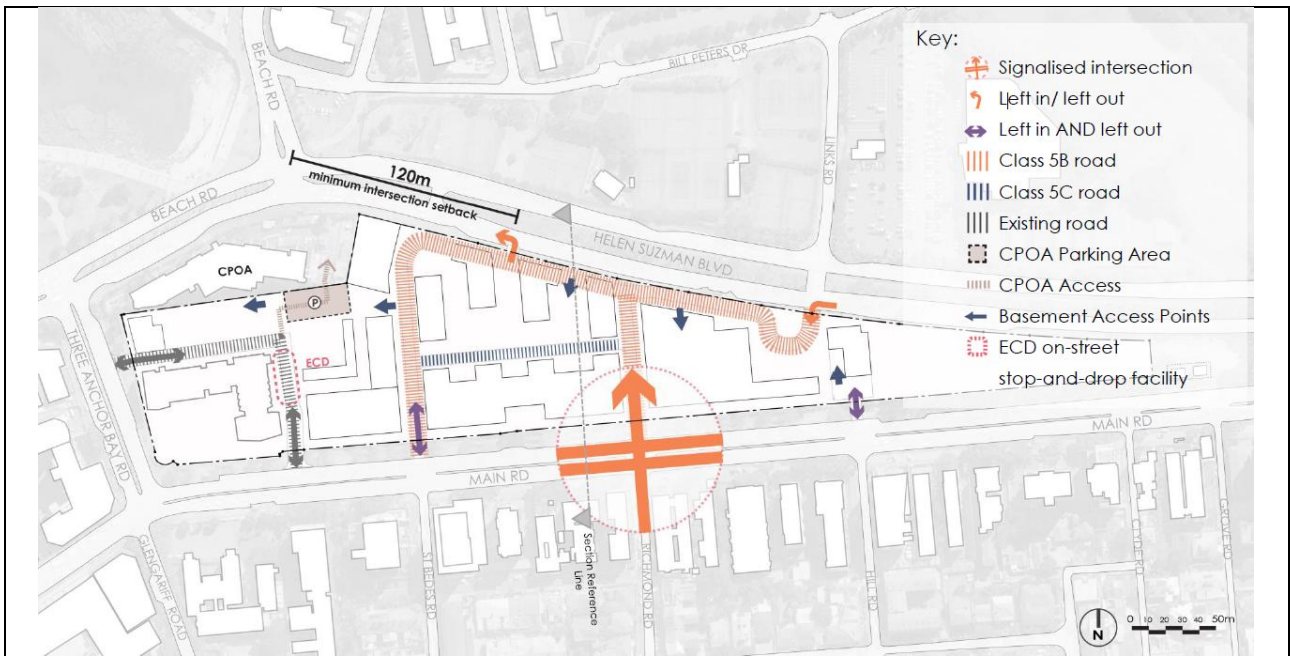 Key:
Signalised intersection
Left in/ left out
Left in AND left out
Class 5B road
Class 5C road
Existing road
CPOA Parking Area
CPOA Access
Basement Access Points
ECD on-street
stop-and-drop facility
BEACH RD
BILL PETERS DR
LINKS RD
120m
minimum intersection setback
BEACH RD
HELEN SUZMAN BLVD
CPOA
P
THREE ANCHOR BAY RD
ECD
MAIN RD
MAIN RD
Section Reference
Line
GLENGARIFF ROAD
ST BEDES RD
RICHMOND RD
HILL RD
CLYDE RD
GROVE RD
N
0 10 20 30 40 50m